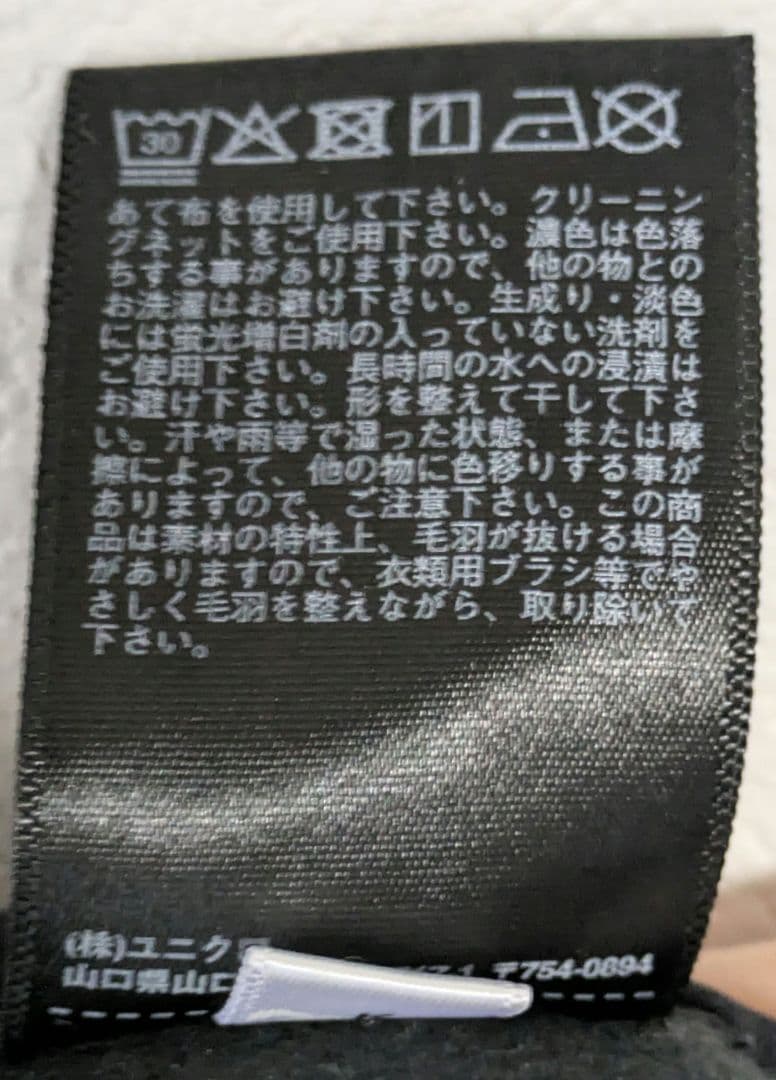 30
あて布を使用して下さい。クリーニン
グネットをご使用下さい。濃色は色落
ちする事がありますので、他の物との
お洗濯はお避け下さい。生成り・淡色
には蛍光増白剤の入っていない洗剤を
ご使用下さい。長時間の水への浸漬は
お避け下さい。形を整えて干して下さ
い。汗や雨等で湿った状態、または摩
擦によって、他の物に色移りする事が
ありますので、ご注意下さい。この商
品は素材の特性上、毛羽が抜ける場合
がありますので、衣類用ブラシ等でや
さしく毛羽を整えながら、取り除いて
下さい。
(株)ユニク
山口県山口 〒754-0894